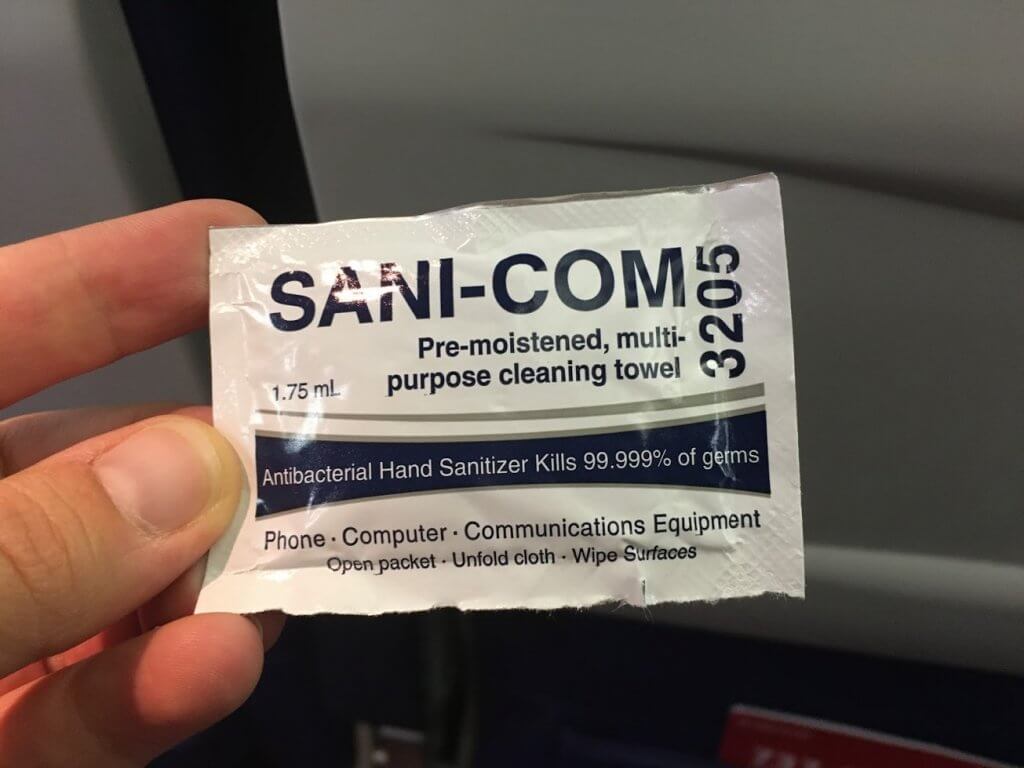 SANI-COM
3205
Pre-moistened, multi-
purpose cleaning towel
1.75 mL
Antibacterial Hand Sanitizer Kills 99.999% of germs
Phone · Computer · Communications Equipment
Open packet · Unfold cloth · Wipe Surfaces